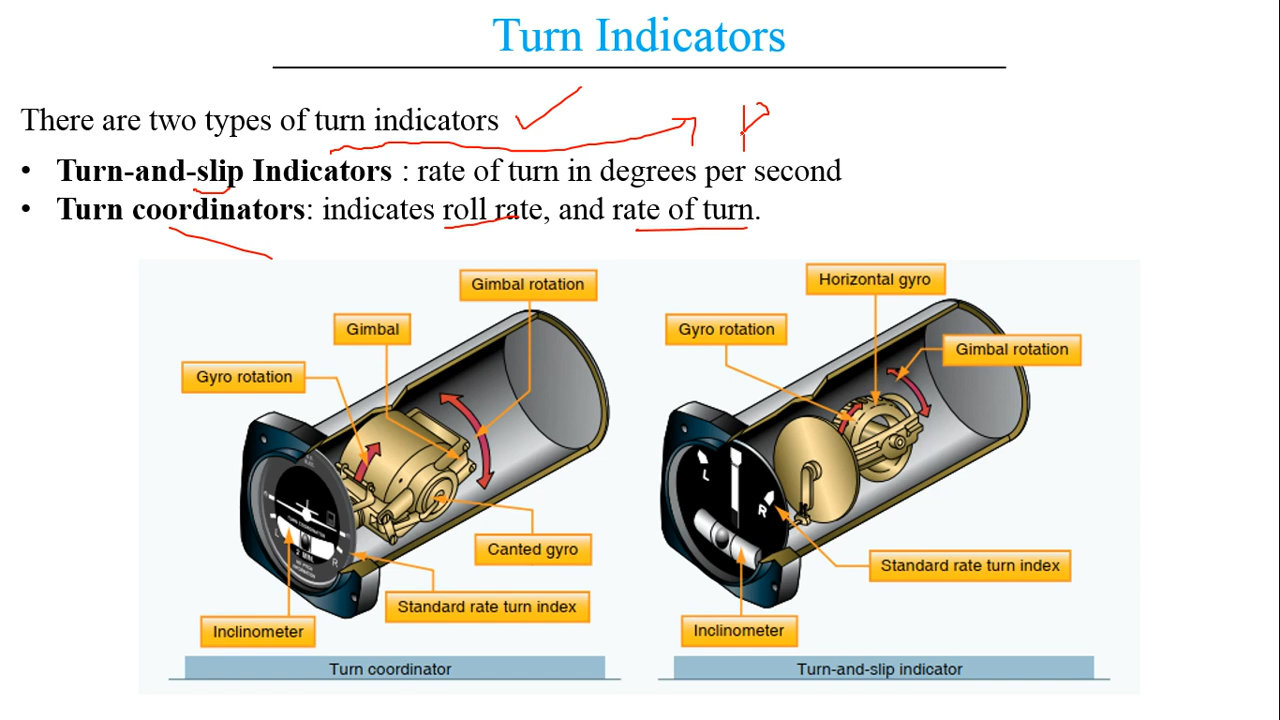 Turn Indicators
There are two types of turn indicators
• Turn-and-slip Indicators : rate of turn in degrees per second
• Turn coordinators: indicates roll rate, and rate of turn.
Gimbal rotation
Gimbal
Gyro rotation
Canted gyro
Standard rate turn index
Inclinometer
L
R
Turn coordinator
Horizontal gyro
Gyro rotation
Gimbal rotation
L
R
Standard rate turn index
Inclinometer
Turn-and-slip indicator